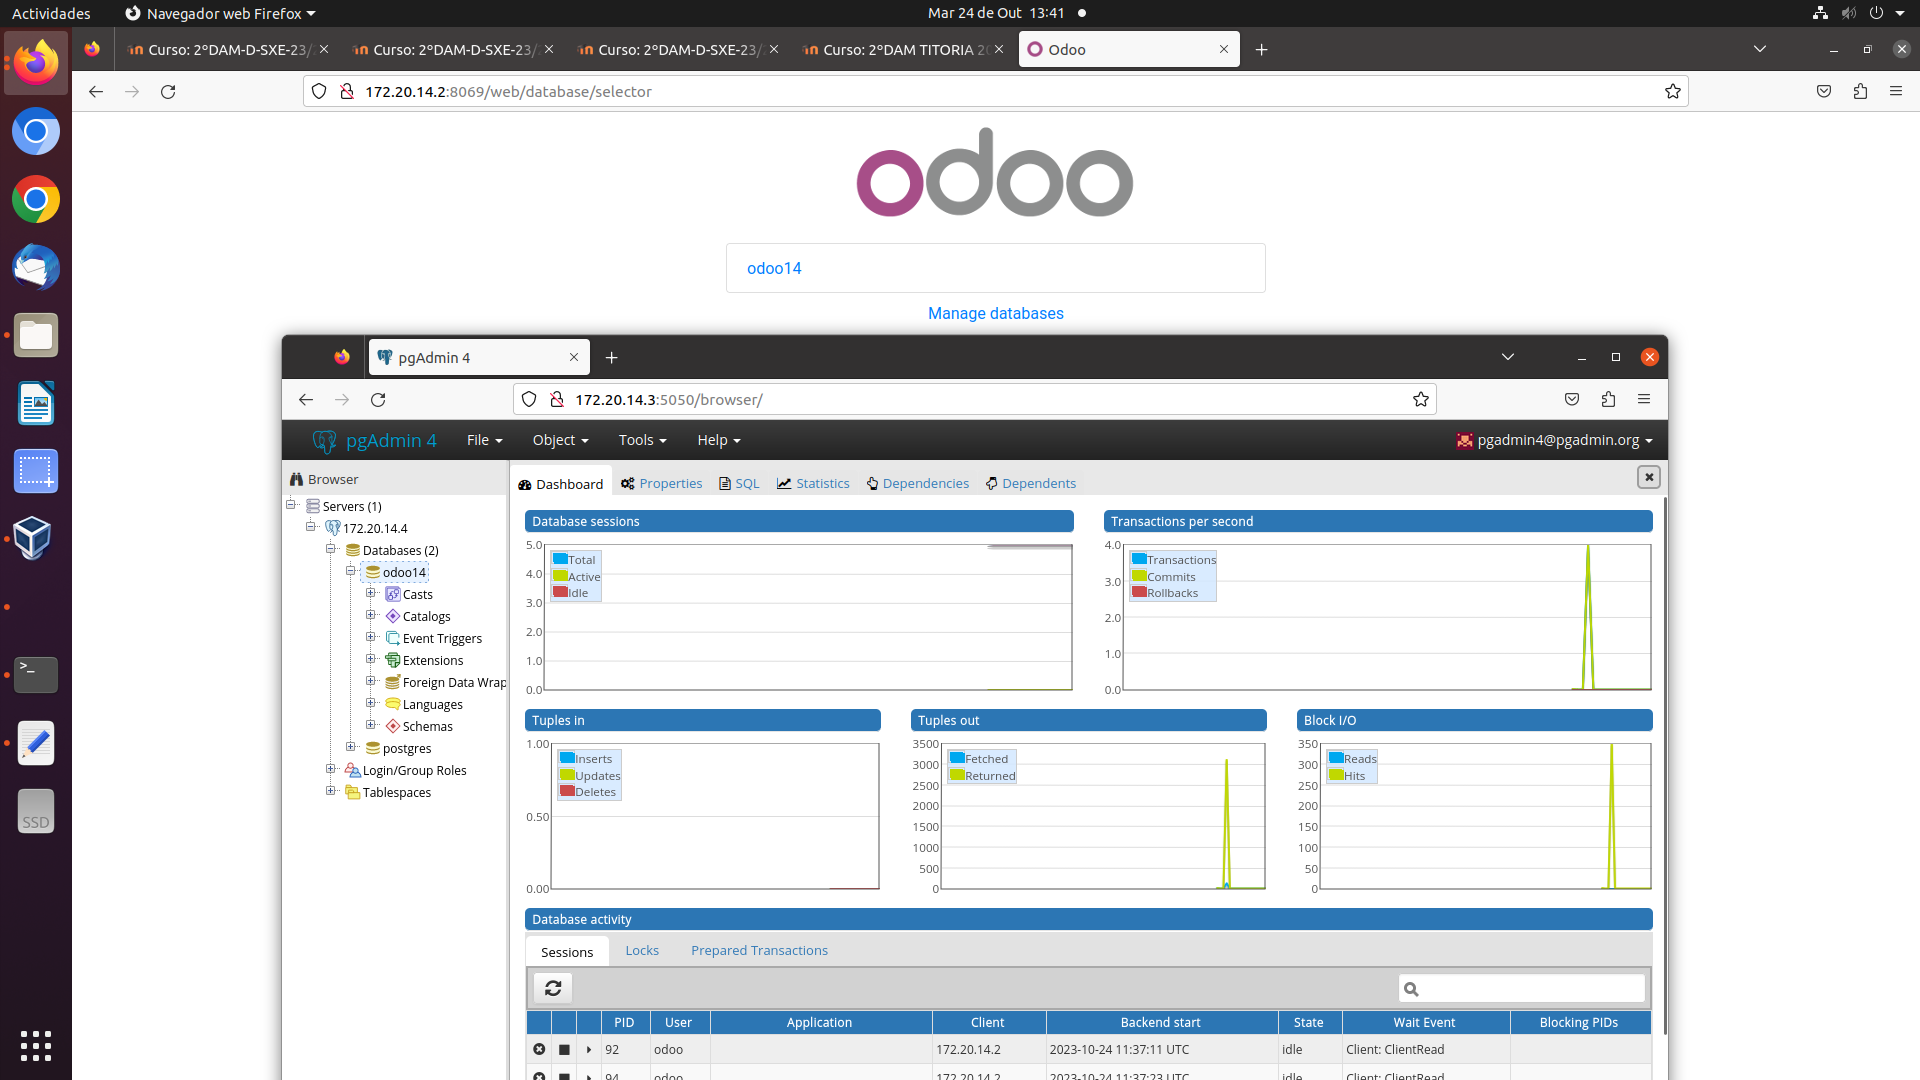 Actividades
Navegador web Firefox
Mar 24 de Out 13:41
Curso: 2ºDAM-D-SXE-23/
Curso: 2ºDAM-D-SXE-23/
Curso: 2ºDAM-D-SXE-23/
Curso: 2ºDAM TITORIA 20
Odoo
172.20.14.2:8069/web/database/selector
odoo
odoo14
Manage databases
pgAdmin 4
172.20.14.3:5050/browser/
pgAdmin 4
File
Object
Tools
Help
pgadmin4@pgadmin.org
Browser
Servers (1)
172.20.14.4
Databases (2)
odoo14
Casts
Catalogs
Event Triggers
Extensions
Foreign Data Wrap
Languages
Schemas
postgres
Login/Group Roles
Tablespaces
Dashboard
Properties
SQL
Statistics
Dependencies
Dependents
Database sessions
5.0
4.0
3.0
2.0
1.0
0.0
Total
Active
Idle
Transactions per second
4.0
3.0
2.0
1.0
0.0
Transactions
Commits
Rollbacks
Tuples in
1.00
0.50
0.00
Inserts
Updates
Deletes
Tuples out
3500
3000
2500
2000
1500
1000
500
0
Fetched
Returned
Block I/O
350
300
250
200
150
100
50
0
Reads
Hits
Database activity
Sessions
Locks
Prepared Transactions
PID User Application Client Backend start State Wait Event Blocking PIDs
92 odoo 172.20.14.2 2023-10-24 11:37:11 UTC idle Client: ClientRead
94 odoo 172.20.14.2 2023-10-24 11:37:23 UTC idle Client: ClientRead
>_
SSD